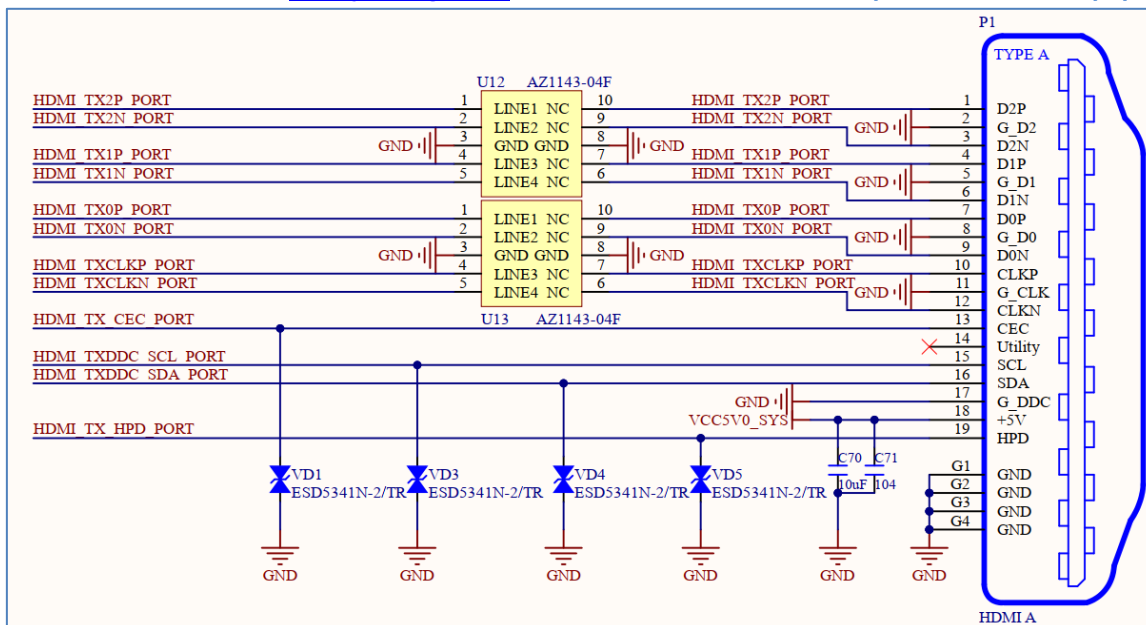 P1
TYPE A
U12 AZ1143-04F
HDMI_TX2P_PORT 1 LINE1 NC 10 HDMI_TX2P_PORT 1 D2P
HDMI_TX2N_PORT 2 LINE2 NC 9 HDMI_TX2N_PORT GND 2 G_D2
GND 3 GND GND 8 GND 3 D2N
HDMI_TX1P_PORT 4 LINE3 NC 7 HDMI_TX1P_PORT 4 D1P
HDMI_TX1N_PORT 5 LINE4 NC 6 HDMI_TX1N_PORT GND 5 G_D1
6 D1N
HDMI_TX0P_PORT 1 LINE1 NC 10 HDMI_TX0P_PORT 7 D0P
HDMI_TX0N_PORT 2 LINE2 NC 9 HDMI_TX0N_PORT GND 8 G_D0
GND 3 GND GND 8 GND 9 D0N
HDMI_TXCLKP_PORT 4 LINE3 NC 7 HDMI_TXCLKP_PORT 10 CLKP
HDMI_TXCLKN_PORT 5 LINE4 NC 6 HDMI_TXCLKN_PORT GND 11 G_CLK
12 CLKN
U13 AZ1143-04F
HDMI_TX_CEC_PORT 13 CEC
14 Utility
HDMI_TXDDC_SCL_PORT 15 SCL
HDMI_TXDDC_SDA_PORT 16 SDA
GND 17 G_DDC
VCC5V0_SYS 18 +5V
HDMI_TX_HPD_PORT 19 HPD
C70 C71
10uF 104
VD1 VD3 VD4 VD5
ESD5341N-2/TR ESD5341N-2/TR ESD5341N-2/TR ESD5341N-2/TR
G1 GND
G2 GND
G3 GND
G4 GND
GND GND GND GND GND GND
HDMI A